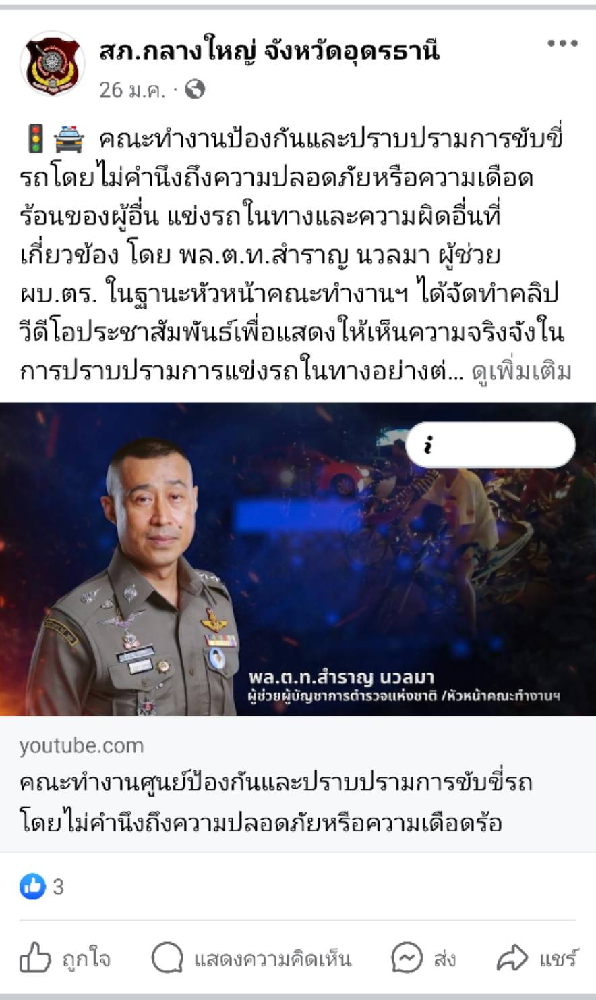 สภ.กลางใหญ่ จังหวัดอุดรธานี
26 ม.ค. ·
คณะทำงานป้องกันและปราบปรามการขับขี่
รถโดยไม่คำนึงถึงความปลอดภัยหรือความเดือด
ร้อนของผู้อื่น แข่งรถในทางและความผิดอื่นที่
เกี่ยวข้อง โดย พล.ต.ท.สำราญ นวลมา ผู้ช่วย
ผบ.ตร. ในฐานะหัวหน้าคณะทำงานฯ ได้จัดทำคลิป
วีดีโอประชาสัมพันธ์เพื่อแสดงให้เห็นความจริงจังใน
การปราบปรามการแข่งรถในทางอย่างต่... ดูเพิ่มเติม
i
พล.ต.ท.สำราญ นวลมา
ผู้ช่วยผู้บัญชาการตำรวจแห่งชาติ /หัวหน้าคณะทำงานฯ
youtube.com
คณะทำงานศูนย์ป้องกันและปราบปรามการขับขี่รถ
โดยไม่คำนึงถึงความปลอดภัยหรือความเดือดร้อ
3
ถูกใจ แสดงความคิดเห็น ส่ง แชร์